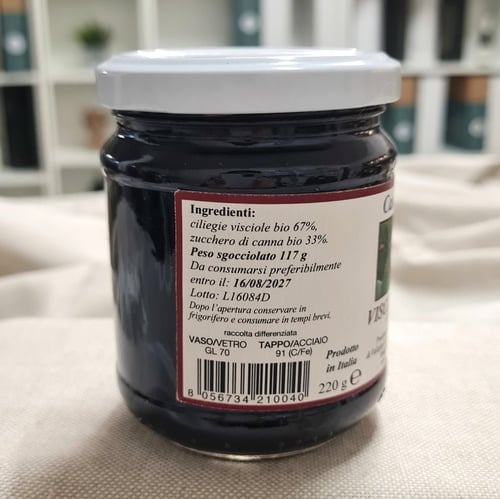 Ingredienti:
ciliegie visciole bio 67%,
zucchero di canna bio 33%.
Peso sgocciolato 117 g
Da consumarsi preferibilmente
entro il: 16/08/2027
Lotto: L16084D
Dopo l'apertura conservare in
frigorifero e consumare in tempi brevi.
raccolta differenziata
VASO/VETRO TAPPO/ACCIAIO
GL 70 91 (C/Fe)
Prodotto
in Italia
220 g ℮
8 056734 210040